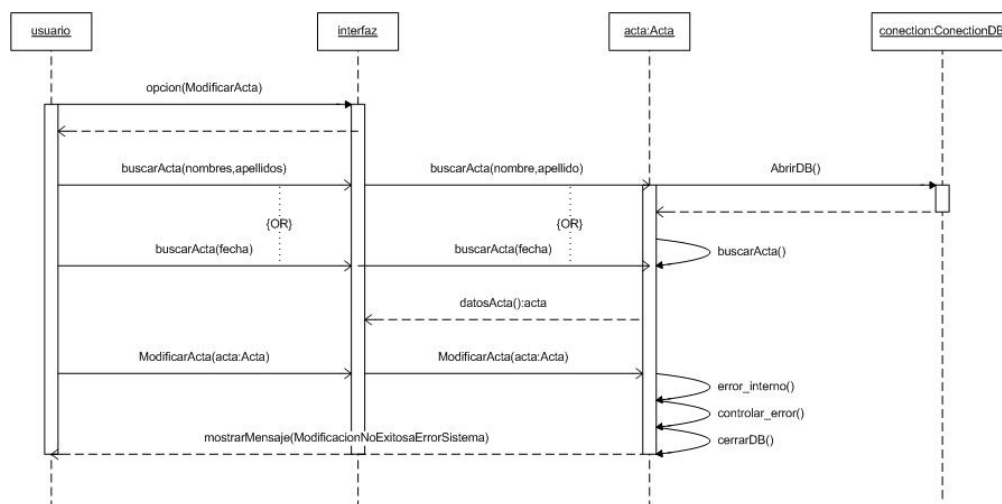 usuario
interfaz
acta:Acta
conection:ConectionDB
opcion(ModificarActa)
buscarActa(nombres,apellidos)
buscarActa(nombre,apellido)
AbrirDB()
{OR}
{OR}
buscarActa(fecha)
buscarActa(fecha)
buscarActa()
datosActa():acta
ModificarActa(acta:Acta)
ModificarActa(acta:Acta)
error_interno()
controlar_error()
mostrarMensaje(ModificacionNoExitosaErrorSistema)
cerrarDB()